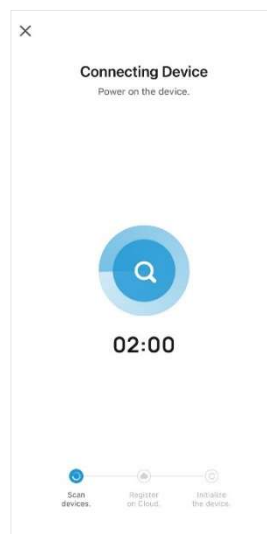 Connecting Device
Power on the device.
02:00
Scan
devices.
Register
on Cloud.
Initialize
the device.